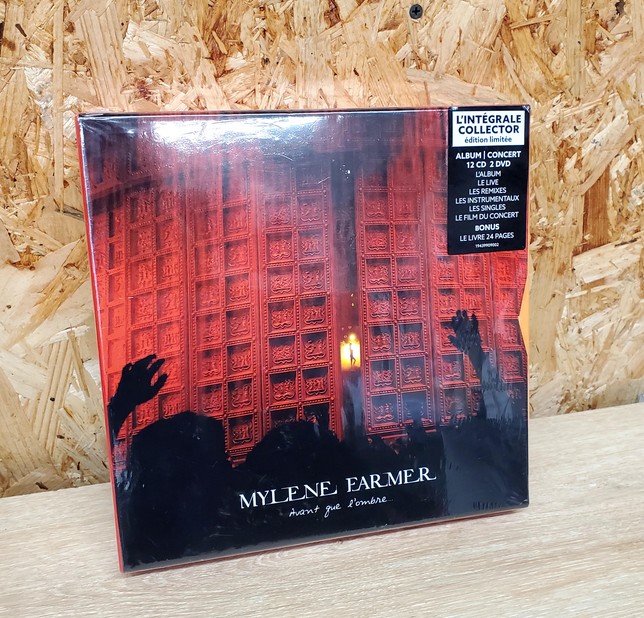 L'INTÉGRALE
COLLECTOR
édition limitée
ALBUM | CONCERT
12 CD 2 DVD
L'ALBUM
LE LIVE
LES REMIXES
LES INSTRUMENTAUX
LES SINGLES
LE FILM DU CONCERT
BONUS
LE LIVRE 24 PAGES
19439909002
MYLENE FARMER
Avant que l'ombre...